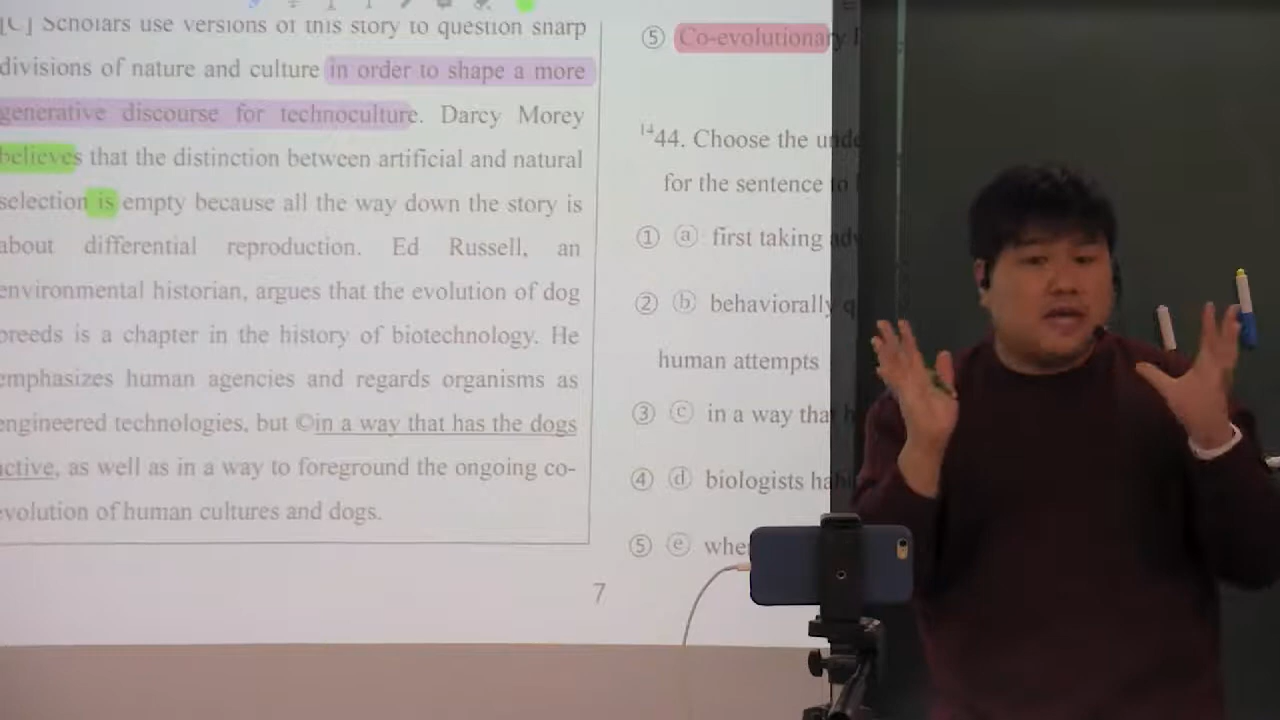 [C] Scholars use versions of this story to question sharp
divisions of nature and culture in order to shape a more
generative discourse for technoculture. Darcy Morey
believes that the distinction between artificial and natural
selection is empty because all the way down the story is
about differential reproduction. Ed Russell, an
environmental historian, argues that the evolution of dog
breeds is a chapter in the history of biotechnology. He
emphasizes human agencies and regards organisms as
engineered technologies, but ©in a way that has the dogs
active, as well as in a way to foreground the ongoing co-
evolution of human cultures and dogs.
7
⑤ Co-evolutionary
14 44. Choose the
for the sentence to
① ⓐ first taking
② ⓑ behaviorally
human attempts
③ ⓒ in a way that
④ ⓓ biologists
⑤ ⓔ